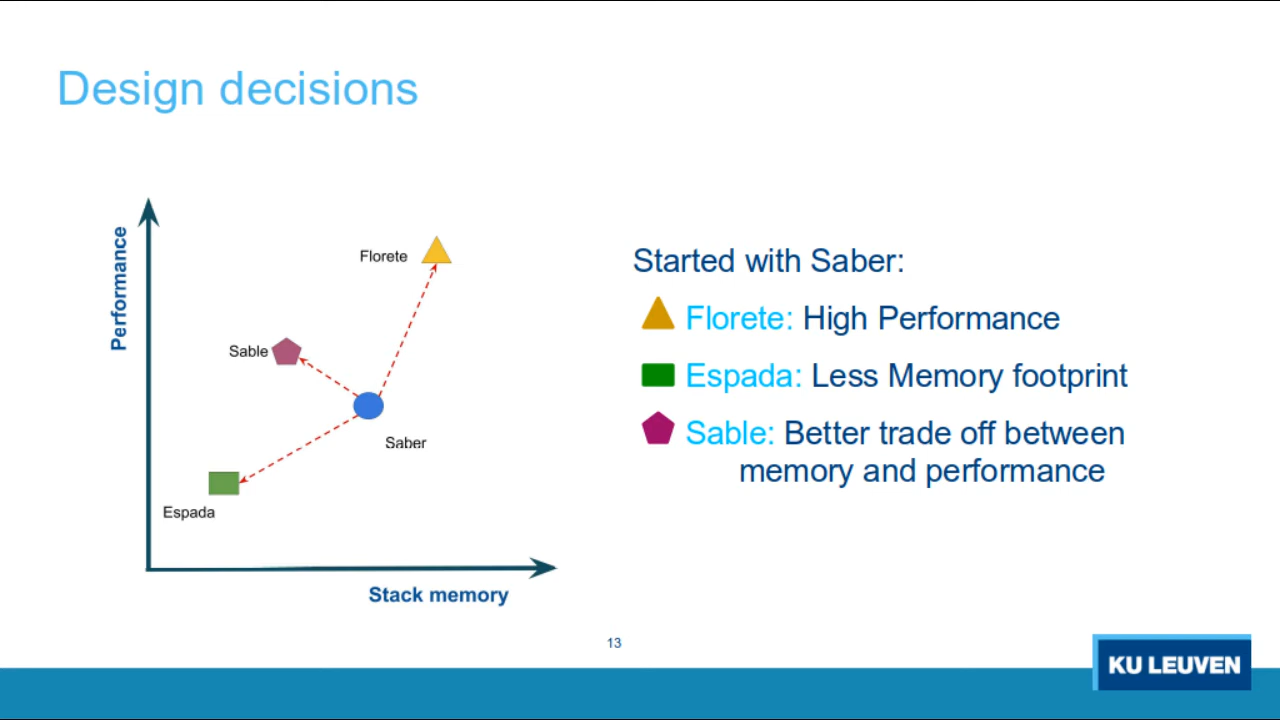 Design decisions
Performance
Florete
Sable
Saber
Espada
Stack memory
Started with Saber:
Florete: High Performance
Espada: Less Memory footprint
Sable: Better trade off between
memory and performance
13
KU LEUVEN